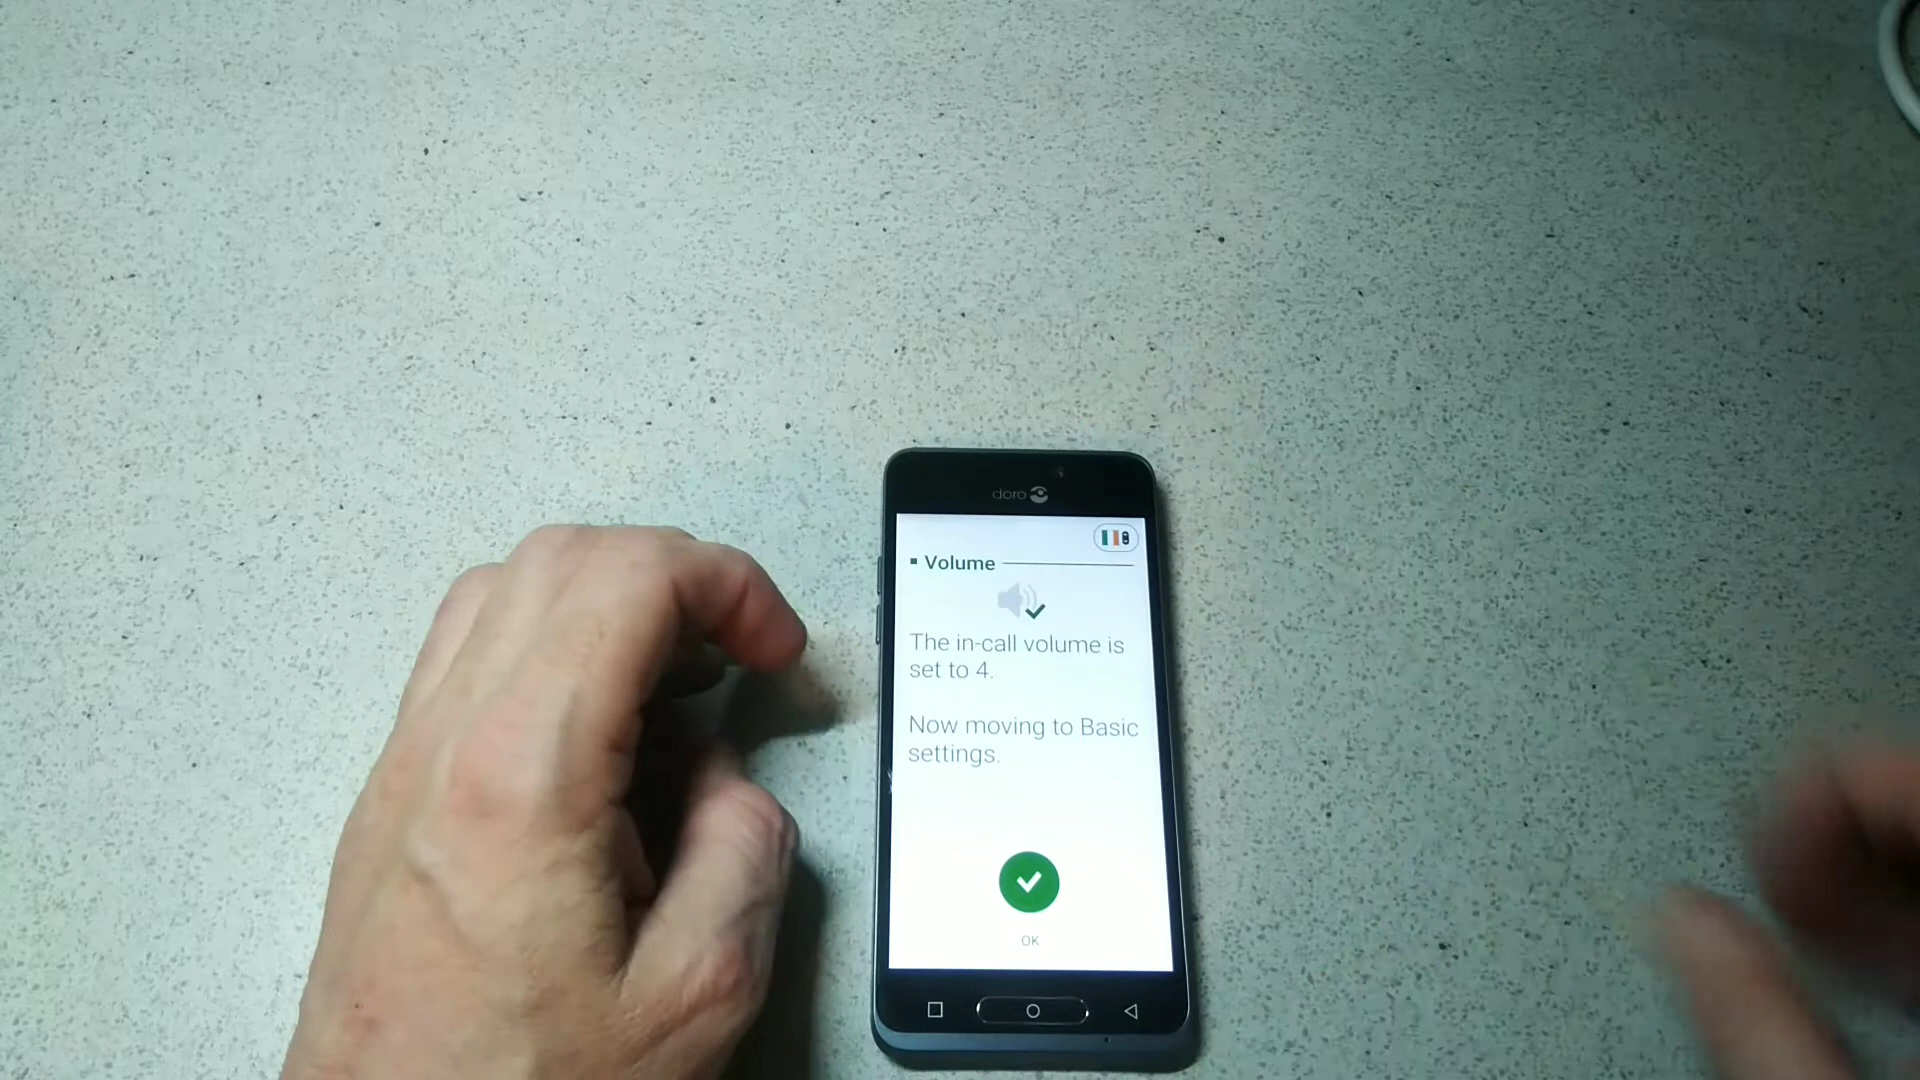 doro
Volume
The in-call volume is
set to 4.
Now moving to Basic
settings.
OK